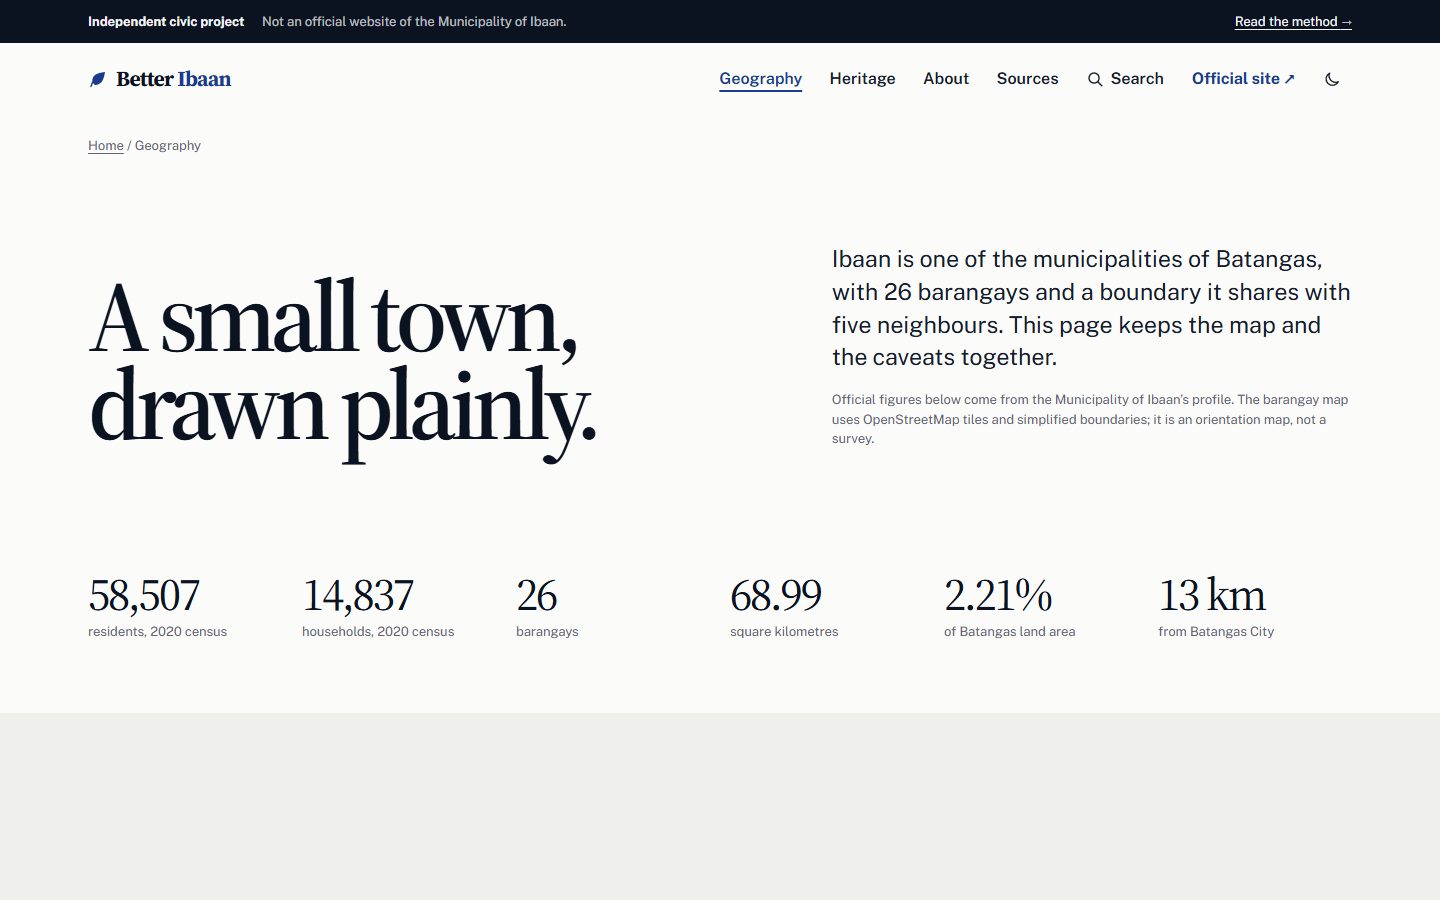 Independent civic project Not an official website of the Municipality of Ibaan. Read the method →
Better Ibaan Geography Heritage About Sources Search Official site ↗
Home / Geography
A small town,
drawn plainly.
Ibaan is one of the municipalities of Batangas,
with 26 barangays and a boundary it shares with
five neighbours. This page keeps the map and
the caveats together.
Official figures below come from the Municipality of Ibaan's profile. The barangay map
uses OpenStreetMap tiles and simplified boundaries; it is an orientation map, not a
survey.
58,507 14,837 26 68.99 2.21% 13 km
residents, 2020 census households, 2020 census barangays square kilometres of Batangas land area from Batangas City